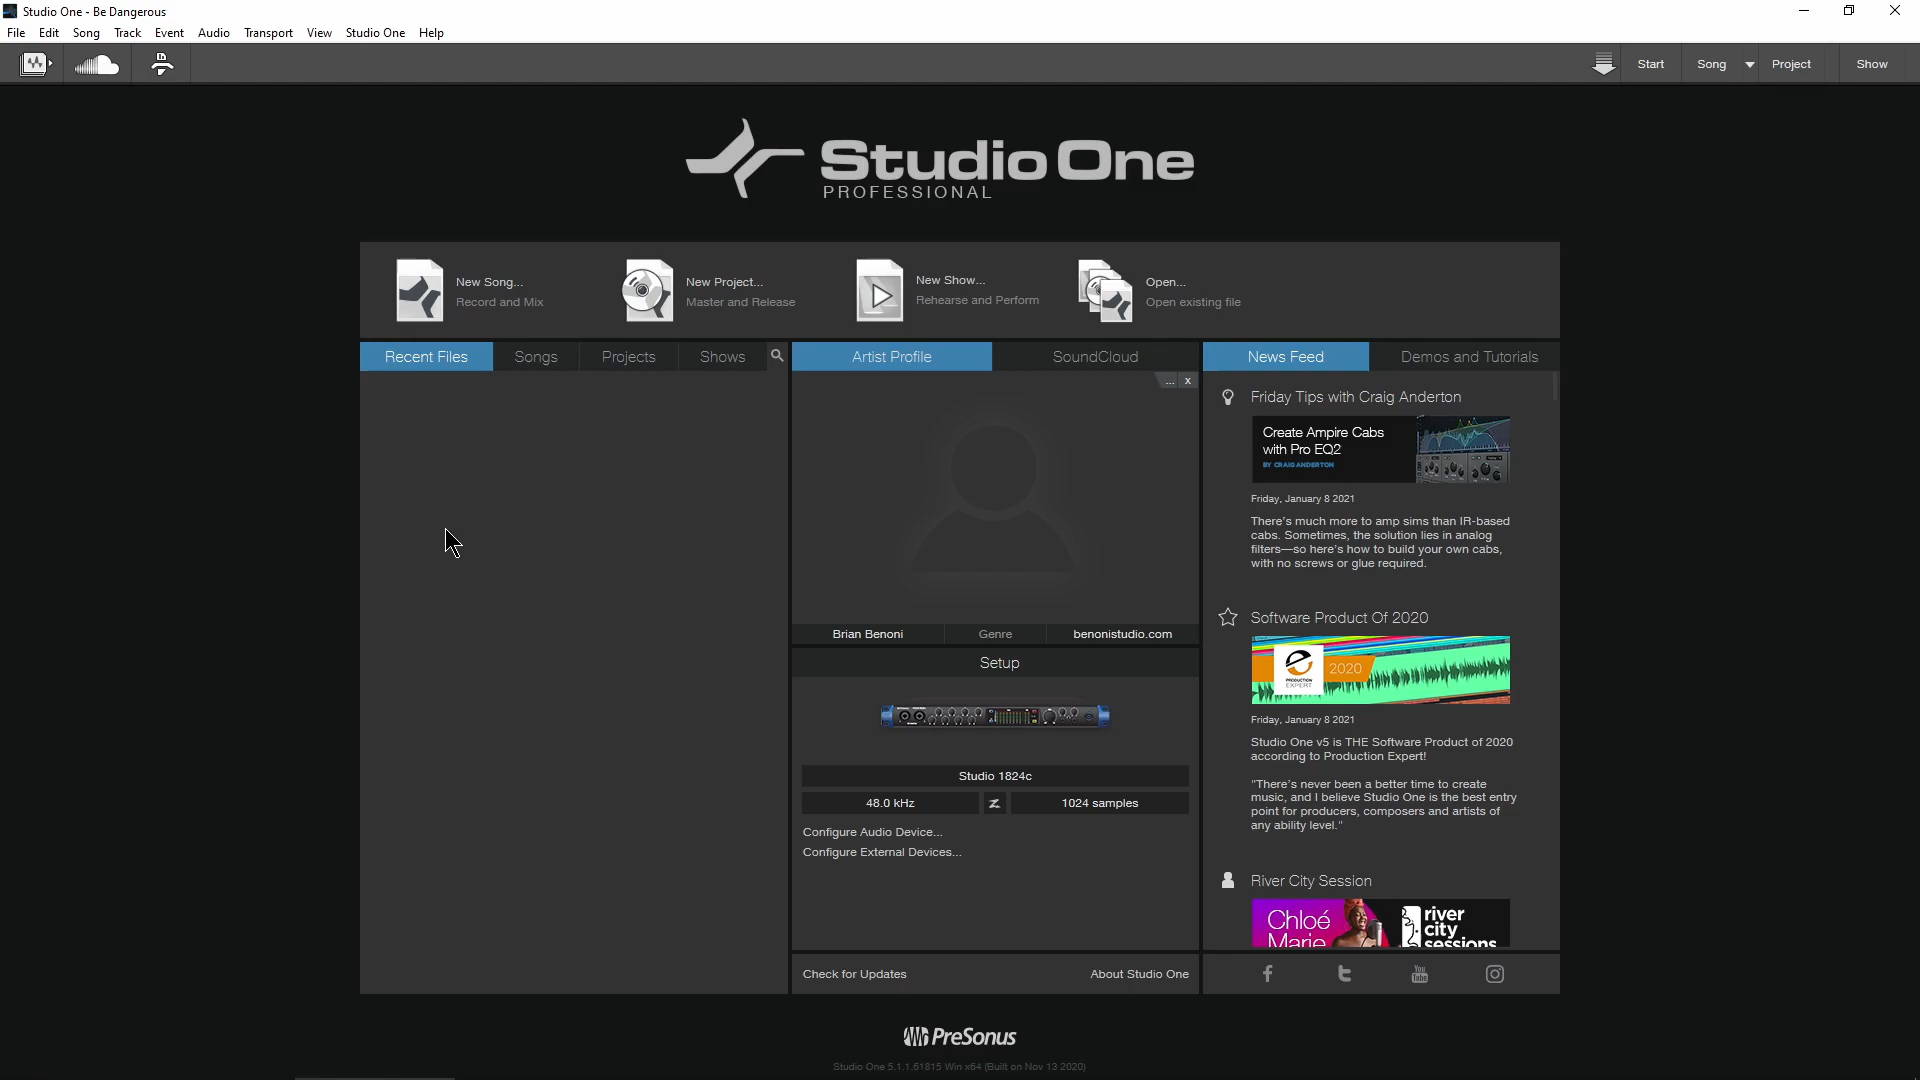 Studio One - Be Dangerous
File Edit Song Track Event Audio Transport View Studio One Help
Start Song Project Show
Studio One
PROFESSIONAL
New Song...
Record and Mix
New Project...
Master and Release
New Show...
Rehearse and Perform
Open...
Open existing file
Recent Files Songs Projects Shows
Artist Profile SoundCloud
... x
Brian Benoni Genre benonistudio.com
Setup
Studio 1824c
48.0 kHz 1024 samples
Configure Audio Device...
Configure External Devices...
Check for Updates About Studio One
News Feed Demos and Tutorials
Friday Tips with Craig Anderton
Create Ampire Cabs
with Pro EQ2
BY CRAIG ANDERTON
Friday, January 8 2021
There's much more to amp sims than IR-based
cabs. Sometimes, the solution lies in analog
filters—so here's how to build your own cabs,
with no screws or glue required.
Software Product Of 2020
PRODUCTION
EXPERT
2020
Friday, January 8 2021
Studio One v5 is THE Software Product of 2020
according to Production Expert!
"There's never been a better time to create
music, and I believe Studio One is the best entry
point for producers, composers and artists of
any ability level."
River City Session
Chloé
Marie
river
city
sessions
You
Tube
PreSonus
Studio One 5.1.1.61815 Win x64 (Built on Nov 13 2020)